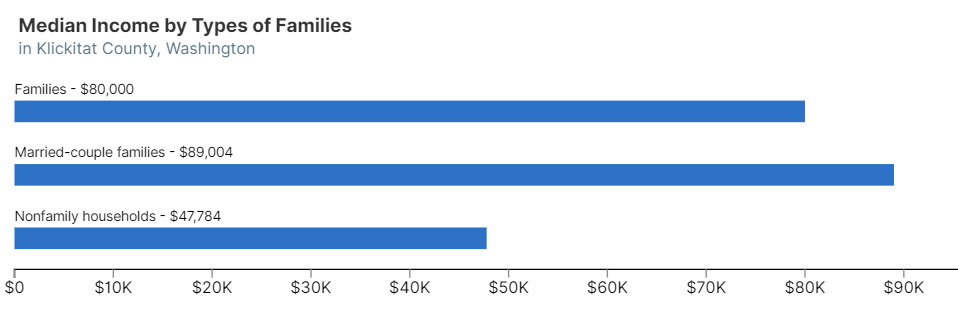 Median Income by Types of Families
in Klickitat County, Washington
Families - $80,000
Married-couple families - $89,004
Nonfamily households - $47,784
$0 $10K $20K $30K $40K $50K $60K $70K $80K $90K